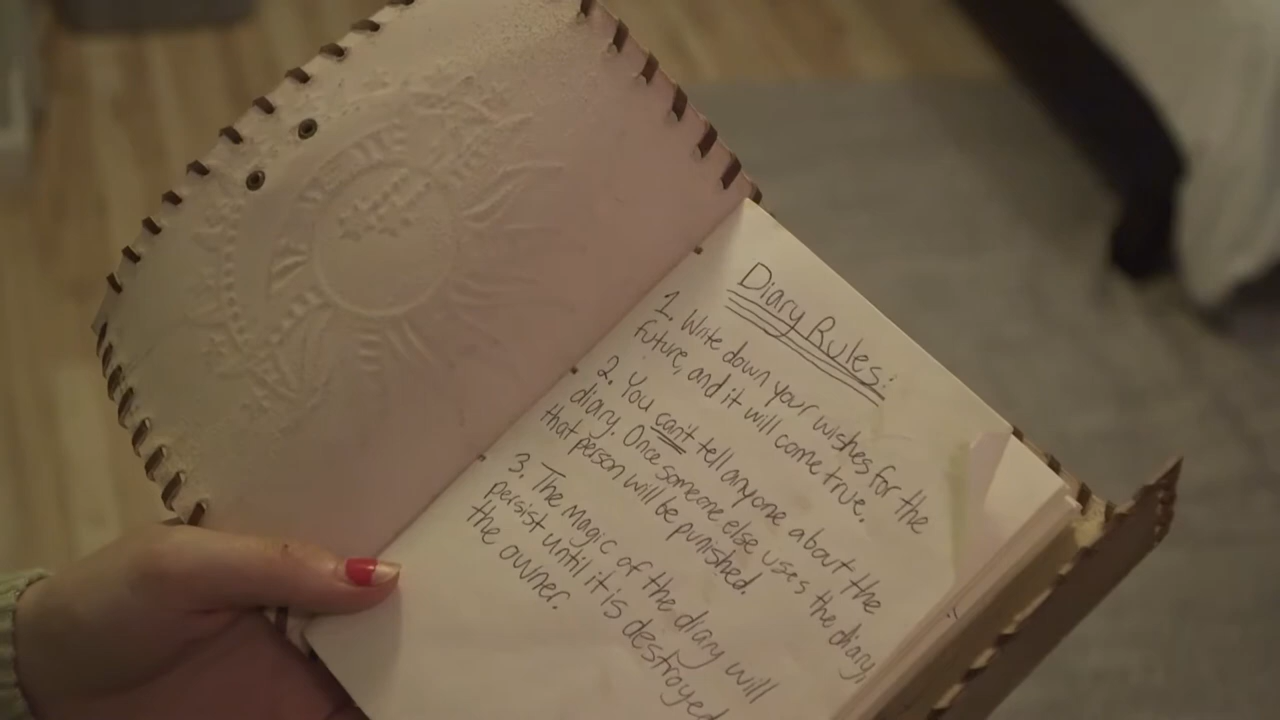 Diary Rules:
1. Write down your wishes for the
future, and it will come true.
2. You can't tell anyone about the
diary. Once someone else uses the diary,
that person will be punished.
3. The magic of the diary will
persist until it is destroyed
the owner.